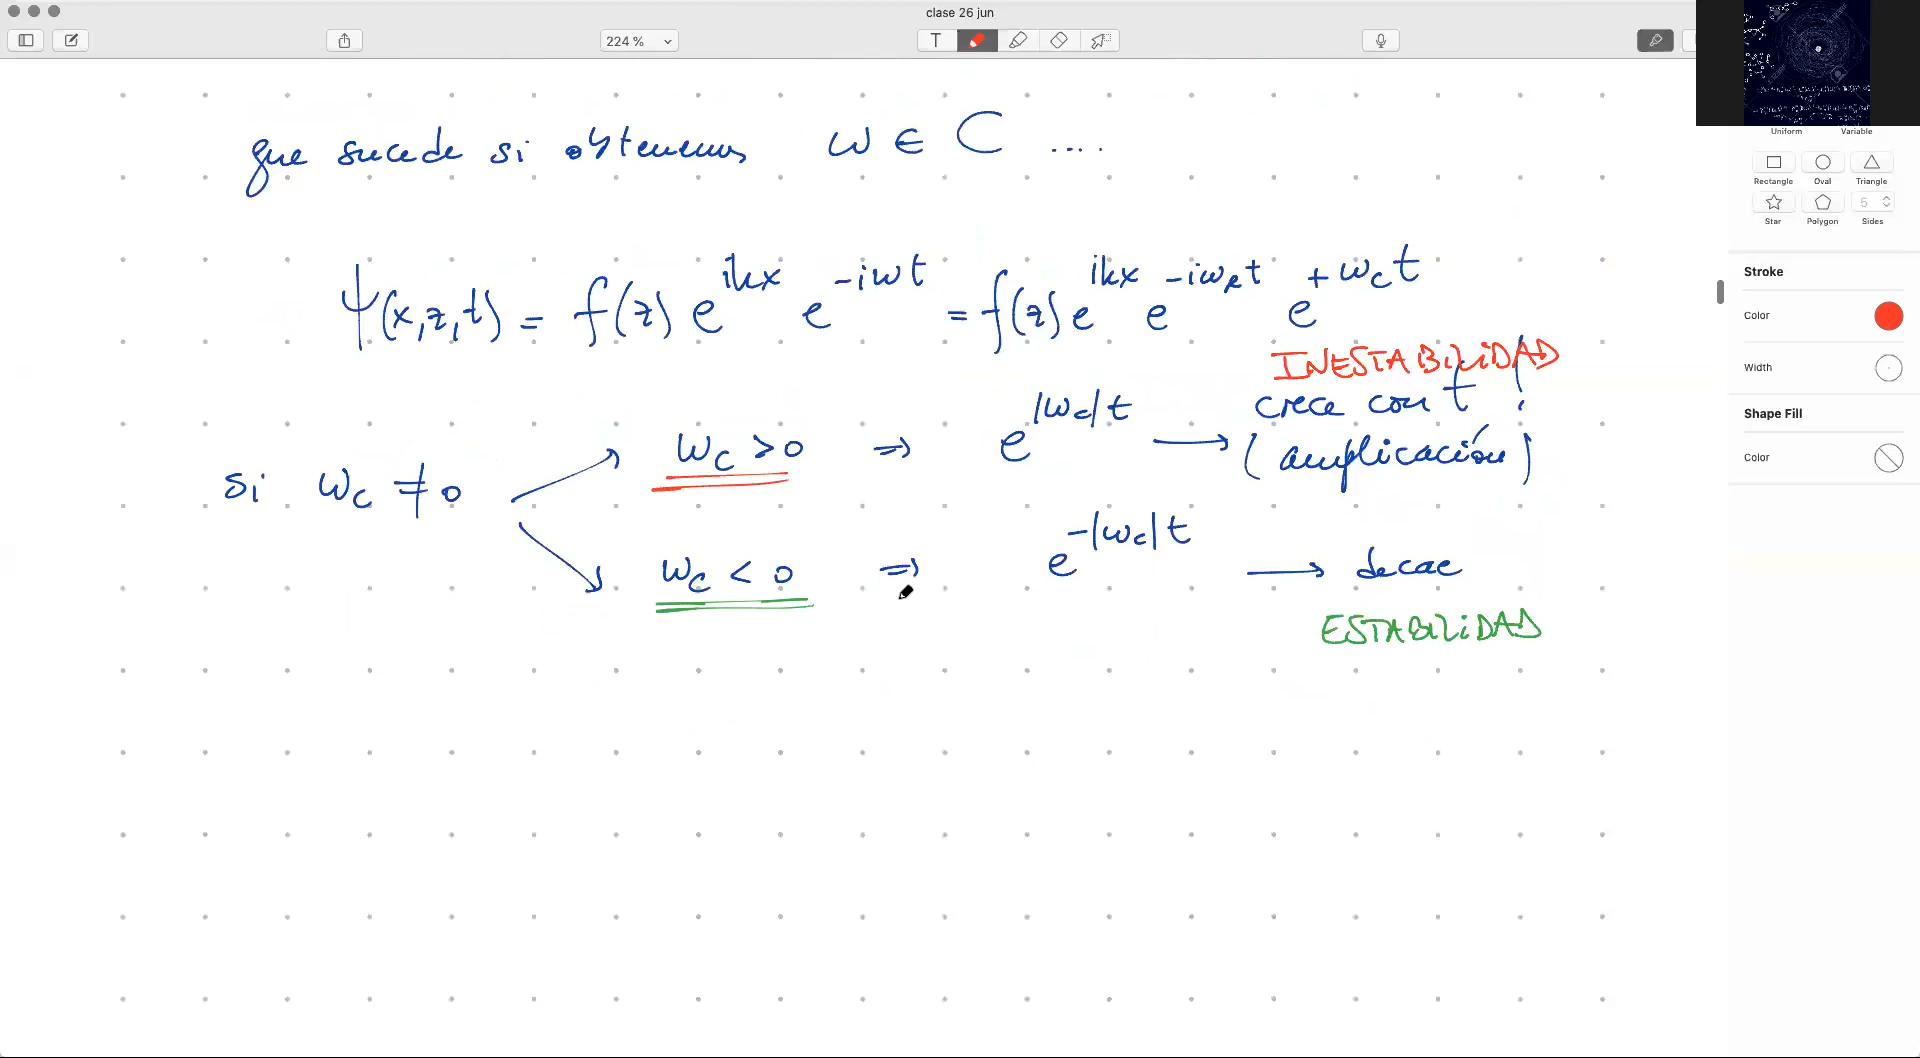 clase 26 jun
224 %
T
que sucede si obtenemos ω ∈ C ....
Uniform Variable
Rectangle Oval Triangle
5
Star Polygon Sides
ψ(x,z,t) = f(z) e^{ikx} e^{-iωt} = f(z) e^{ikx} e^{-iω_R t} e^{+ω_c t}
Stroke
Color
Width
Shape Fill
Color
INESTABILIDAD
si ω_c ≠ 0
ω_c > 0 ⇒ e^{|ω_c|t} → crece con t !
(amplicación)
ω_c < 0 ⇒ e^{-|ω_c|t} → decae
ESTABILIDAD